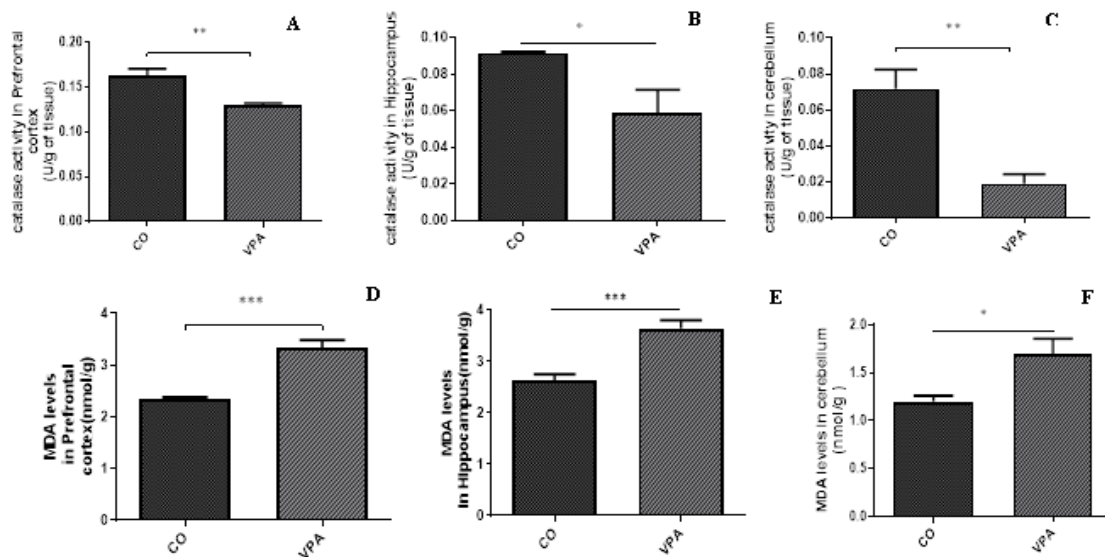 A
**
catalase activity in Prefrontal
cortex
(U/g of tissue)
0.20
0.15
0.10
0.05
0.00
CO
VPA
B
*
catalase activity in Hippocampus
(U/g of tissue)
0.10
0.08
0.06
0.04
0.02
0.00
CO
VPA
C
**
catalase activity in cerebellum
(U/g of tissue)
0.10
0.08
0.06
0.04
0.02
0.00
CO
VPA
D
***
MDA levels
in Prefrontal
cortex(nmol/g)
4
3
2
1
0
CO
VPA
E
***
MDA levels
In Hippocampus(nmol/g)
4
3
2
1
0
CO
VPA
F
*
MDA levels in cerebellum
(nmol/g )
2.0
1.5
1.0
0.5
0.0
CO
VPA